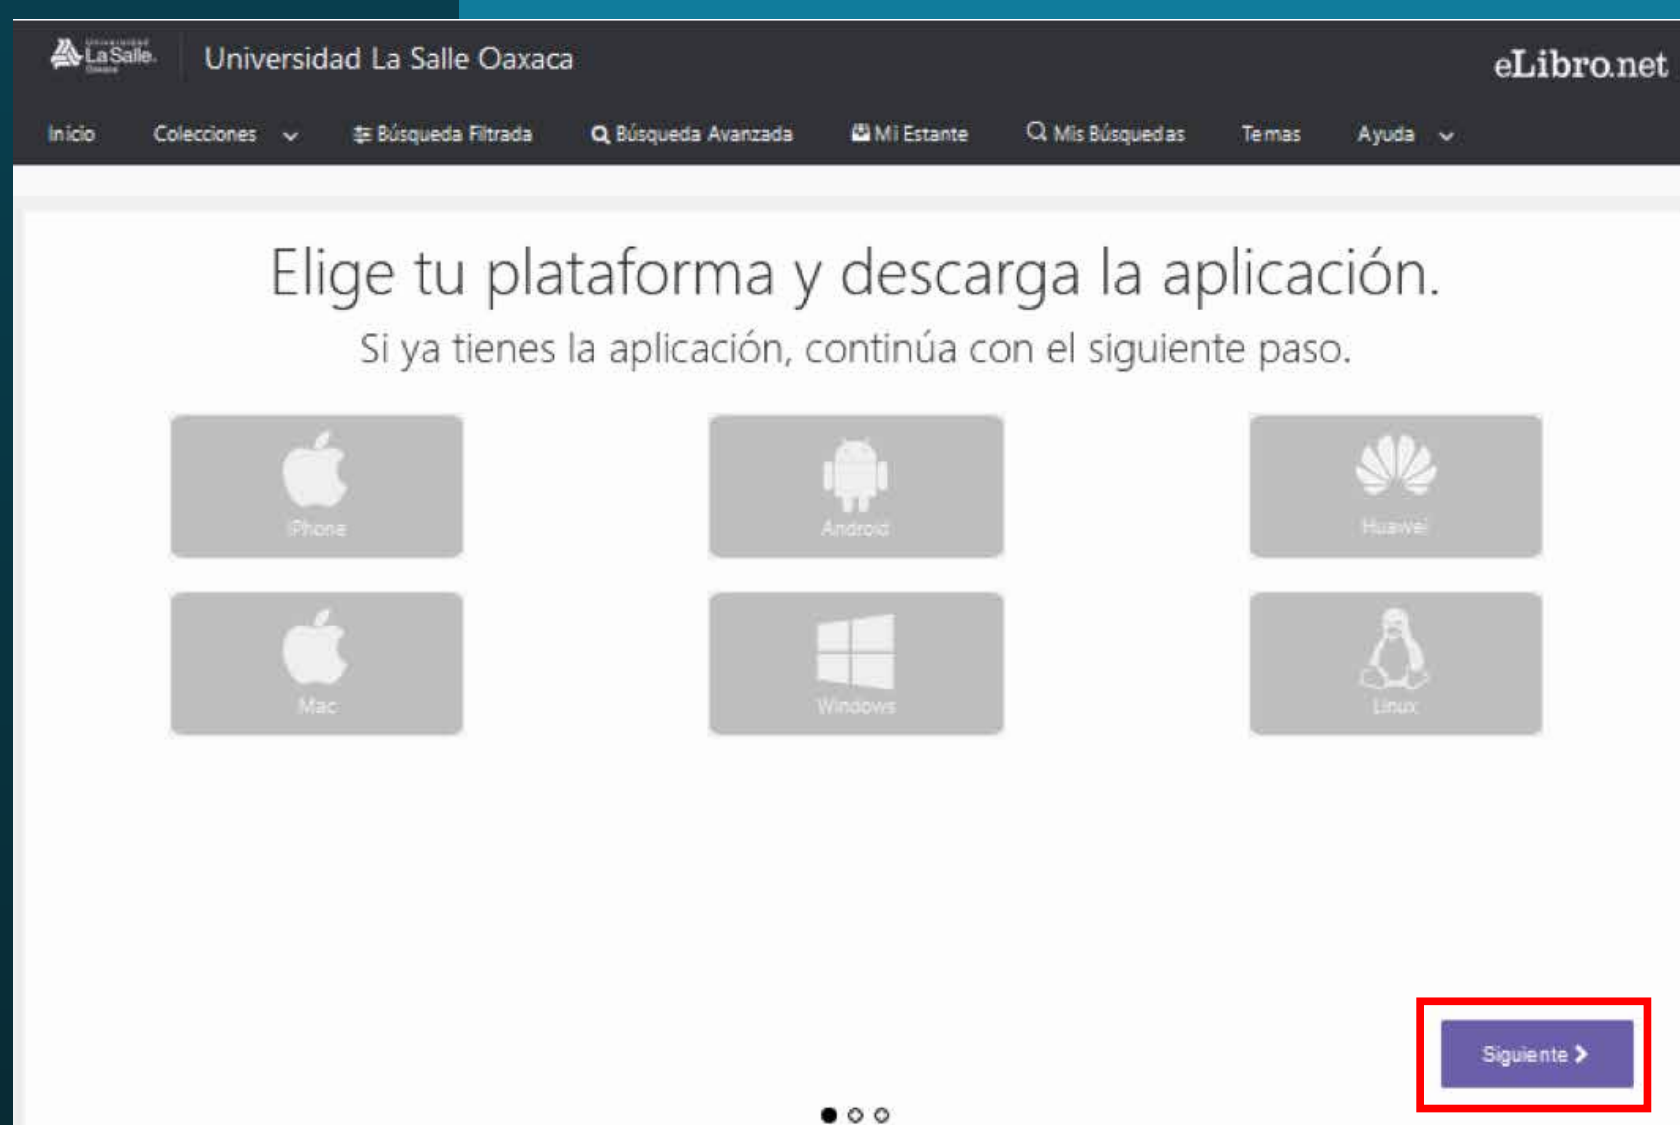 Universidad
La Salle.
Oaxaca
Universidad La Salle Oaxaca
eLibro.net
Inicio Colecciones Búsqueda Filtrada Búsqueda Avanzada Mi Estante Mis Búsquedas Temas Ayuda
Elige tu plataforma y descarga la aplicación.
Si ya tienes la aplicación, continúa con el siguiente paso.
iPhone Android Huawei
Mac Windows Linux
Siguiente